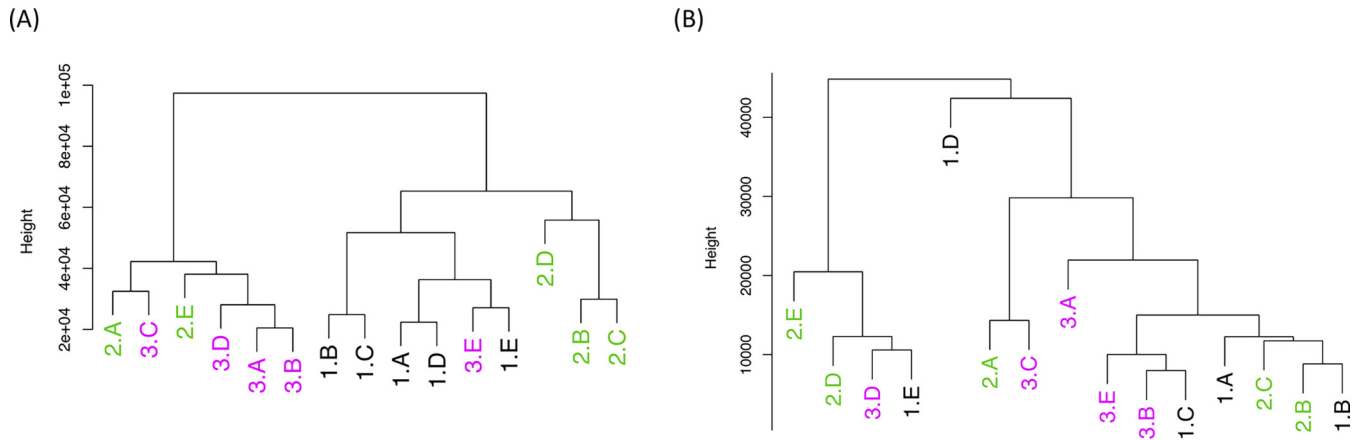 (A)
Height
1e+05
8e+04
6e+04
4e+04
2e+04
2.A
3.C
2.E
3.D
3.A
3.B
1.B
1.C
1.A
1.D
3.E
1.E
2.D
2.B
2.C
(B)
Height
40000
30000
20000
10000
2.E
2.D
3.D
1.E
1.D
2.A
3.C
3.A
3.E
3.B
1.C
1.A
2.C
2.B
1.B